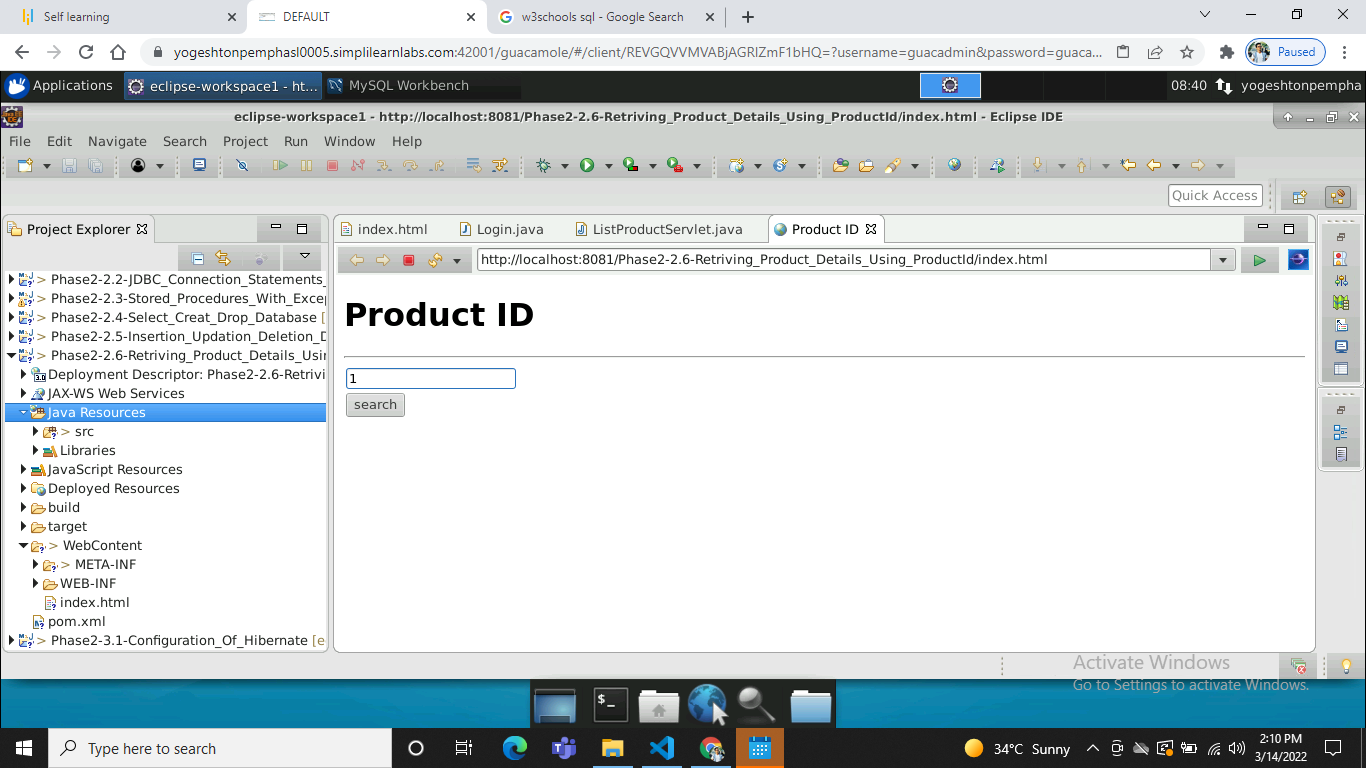 Self learning
DEFAULT
w3schools sql - Google Search
yogeshtonpemphasl0005.simplilearnlabs.com:42001/guacamole/#/client/REVGQVVMVABjAGRlZmF1bHQ=?username=guacadmin&password=guaca...
Paused
Applications
eclipse-workspace1 - ht...
MySQL Workbench
08:40
yogeshtonpempha
eclipse-workspace1 - http://localhost:8081/Phase2-2.6-Retriving_Product_Details_Using_ProductId/index.html - Eclipse IDE
File Edit Navigate Search Project Run Window Help
Quick Access
Project Explorer
index.html
Login.java
ListProductServlet.java
Product ID
http://localhost:8081/Phase2-2.6-Retriving_Product_Details_Using_ProductId/index.html
> Phase2-2.2-JDBC_Connection_Statements_
> Phase2-2.3-Stored_Procedures_With_Exce
> Phase2-2.4-Select_Creat_Drop_Database [
> Phase2-2.5-Insertion_Updation_Deletion_D
> Phase2-2.6-Retriving_Product_Details_Usi
Deployment Descriptor: Phase2-2.6-Retrivi
JAX-WS Web Services
Java Resources
> src
Libraries
JavaScript Resources
Deployed Resources
build
target
> WebContent
> META-INF
WEB-INF
index.html
pom.xml
> Phase2-3.1-Configuration_Of_Hibernate [e
Product ID
1
search
Activate Windows
Go to Settings to activate Windows.
Type here to search
34°C Sunny
2:10 PM
3/14/2022